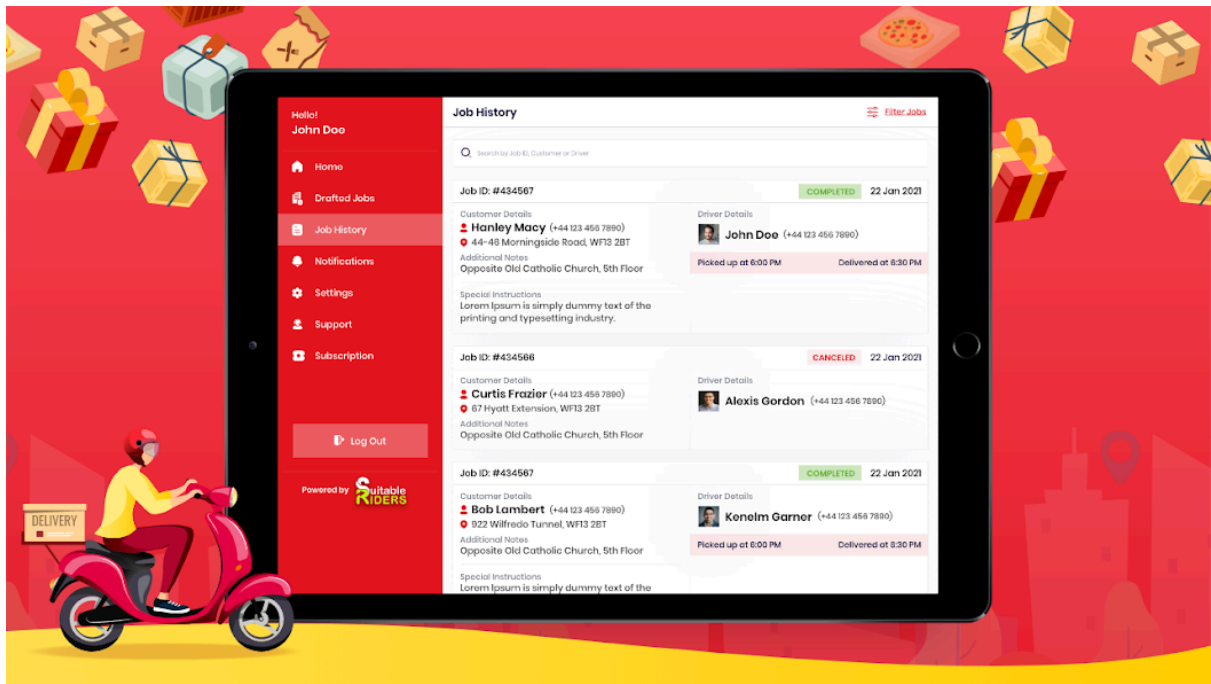 Hello!
John Doe
Home
Drafted Jobs
Job History
Notifications
Settings
Support
Subscription
Log Out
Powered by Suitable RIDERS
DELIVERY
Job History
Filter Jobs
Search by Job ID, Customer or Driver
Job ID: #434567 COMPLETED 22 Jan 2021
Customer Details
Hanley Macy (+44 123 456 7890)
44-46 Morningside Road, WF13 2BT
Additional Notes
Opposite Old Catholic Church, 5th Floor
Special Instructions
Lorem Ipsum is simply dummy text of the
printing and typesetting industry.
Driver Details
John Doe (+44 123 456 7890)
Picked up at 6:00 PM Delivered at 8:30 PM
Job ID: #434566 CANCELED 22 Jan 2021
Customer Details
Curtis Frazier (+44 123 456 7890)
67 Hyatt Extension, WF13 2BT
Additional Notes
Opposite Old Catholic Church, 5th Floor
Driver Details
Alexis Gordon (+44 123 456 7890)
Job ID: #434567 COMPLETED 22 Jan 2021
Customer Details
Bob Lambert (+44 123 456 7890)
922 Wilfredo Tunnel, WF13 2BT
Additional Notes
Opposite Old Catholic Church, 5th Floor
Special Instructions
Lorem Ipsum is simply dummy text of the
Driver Details
Kenelm Garner (+44 123 456 7890)
Picked up at 6:00 PM Delivered at 8:30 PM